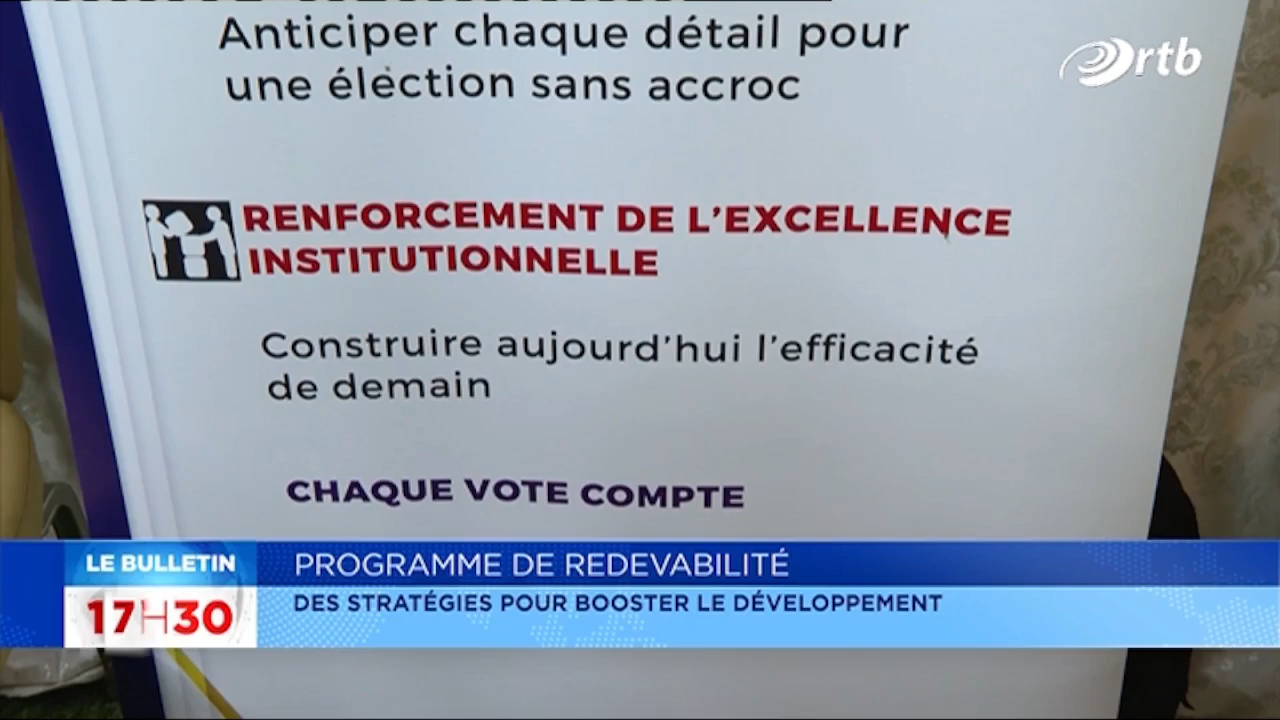 Anticiper chaque détail pour
une élection sans accroc
rtb
RENFORCEMENT DE L'EXCELLENCE
INSTITUTIONNELLE
Construire aujourd'hui l'efficacité
de demain
CHAQUE VOTE COMPTE
LE BULLETIN
17H30
PROGRAMME DE REDEVABILITÉ
DES STRATÉGIES POUR BOOSTER LE DÉVELOPPEMENT